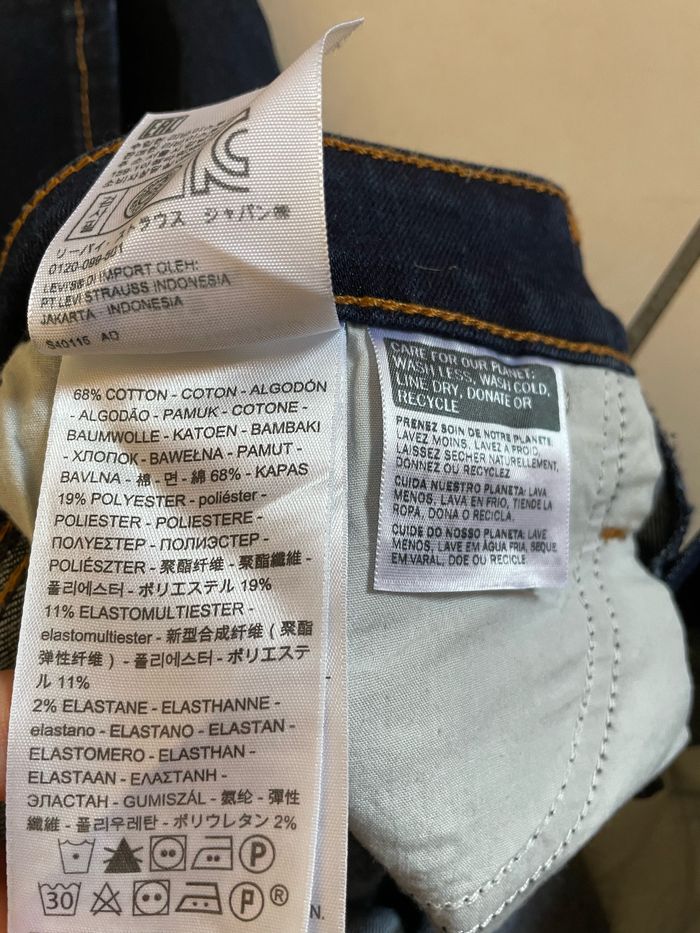 リーバイ・ストラウス ジャパン㈱
0120-099-501
LEVI'S® DI IMPORT OLEH:
PT LEVI STRAUSS INDONESIA
JAKARTA - INDONESIA
S40115 AD
68% COTTON - COTON - ALGODÓN
- ALGODÃO - PAMUK - COTONE -
BAUMWOLLE - KATOEN - BAMBAKI
- ХЛОПОК - BAWEŁNA - PAMUT -
BAVLNA - 棉 - 면 - 綿 68% - KAPAS
19% POLYESTER - poliéster -
POLIESTER - POLIESTERE -
ΠΟΛΥΕΣΤΕΡ - ПОЛИЭСТЕР -
POLIÉSZTER - 聚酯纤维 - 聚酯纖維 -
폴리에스터 - ポリエステル 19%
11% ELASTOMULTIESTER -
elastomultiester - 新型合成纤维 ( 聚酯
弹性纤维 ) - 폴리에스터 - ポリエステ
ル 11%
2% ELASTANE - ELASTHANNE -
elastano - ELASTANO - ELASTAN -
ELASTOMERO - ELASTHAN -
ELASTAAN - ΕΛΑΣΤΑΝΗ -
ЭЛАСТАН - GUMISZÁL - 氨纶 - 彈性
纖維 - 폴리우레탄 - ポリウレタン 2%
P
30 P ®
N.
CARE FOR OUR PLANET:
WASH LESS, WASH COLD,
LINE DRY, DONATE OR
RECYCLE
PRENEZ SOIN DE NOTRE PLANETE:
LAVEZ MOINS, LAVEZ A FROID,
LAISSEZ SECHER NATURELLEMENT,
DONNEZ OU RECYCLEZ
CUIDA NUESTRO PLANETA: LAVA
MENOS, LAVA EN FRIO, TIENDE LA
ROPA, DONA O RECICLA.
CUIDE DO NOSSO PLANETA: LAVE
MENOS, LAVE EM ÁGUA FRIA, SEQUE
EM VARAL, DOE OU RECICLE